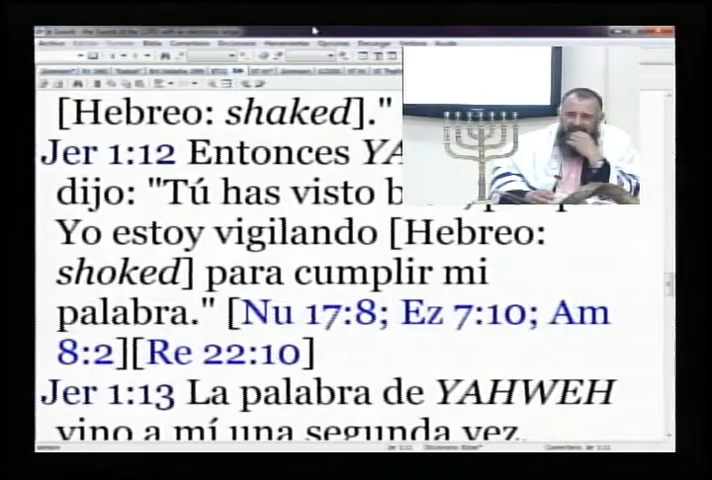 [Hebreo: shaked]."
Jer 1:12 Entonces YA
dijo: "Tú has visto b
Yo estoy vigilando [Hebreo:
shoked] para cumplir mi
palabra." [Nu 17:8; Ez 7:10; Am
8:2][Re 22:10]
Jer 1:13 La palabra de YAHWEH
vino a mí una segunda vez